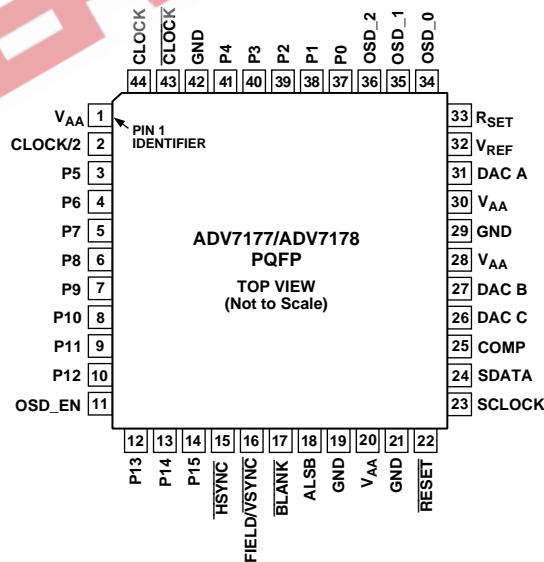 CLOCK
CLOCK
GND
P4
P3
P2
P1
P0
OSD_2
OSD_1
OSD_0
44 43 42 41 40 39 38 37 36 35 34
VAA 1
CLOCK/2 2
P5 3
P6 4
P7 5
P8 6
P9 7
P10 8
P11 9
P12 10
OSD_EN 11
PIN 1
IDENTIFIER
ADV7177/ADV7178
PQFP
TOP VIEW
(Not to Scale)
33 RSET
32 VREF
31 DAC A
30 VAA
29 GND
28 VAA
27 DAC B
26 DAC C
25 COMP
24 SDATA
23 SCLOCK
12 13 14 15 16 17 18 19 20 21 22
P13
P14
P15
HSYNC
FIELD/VSYNC
BLANK
ALSB
GND
VAA
GND
RESET